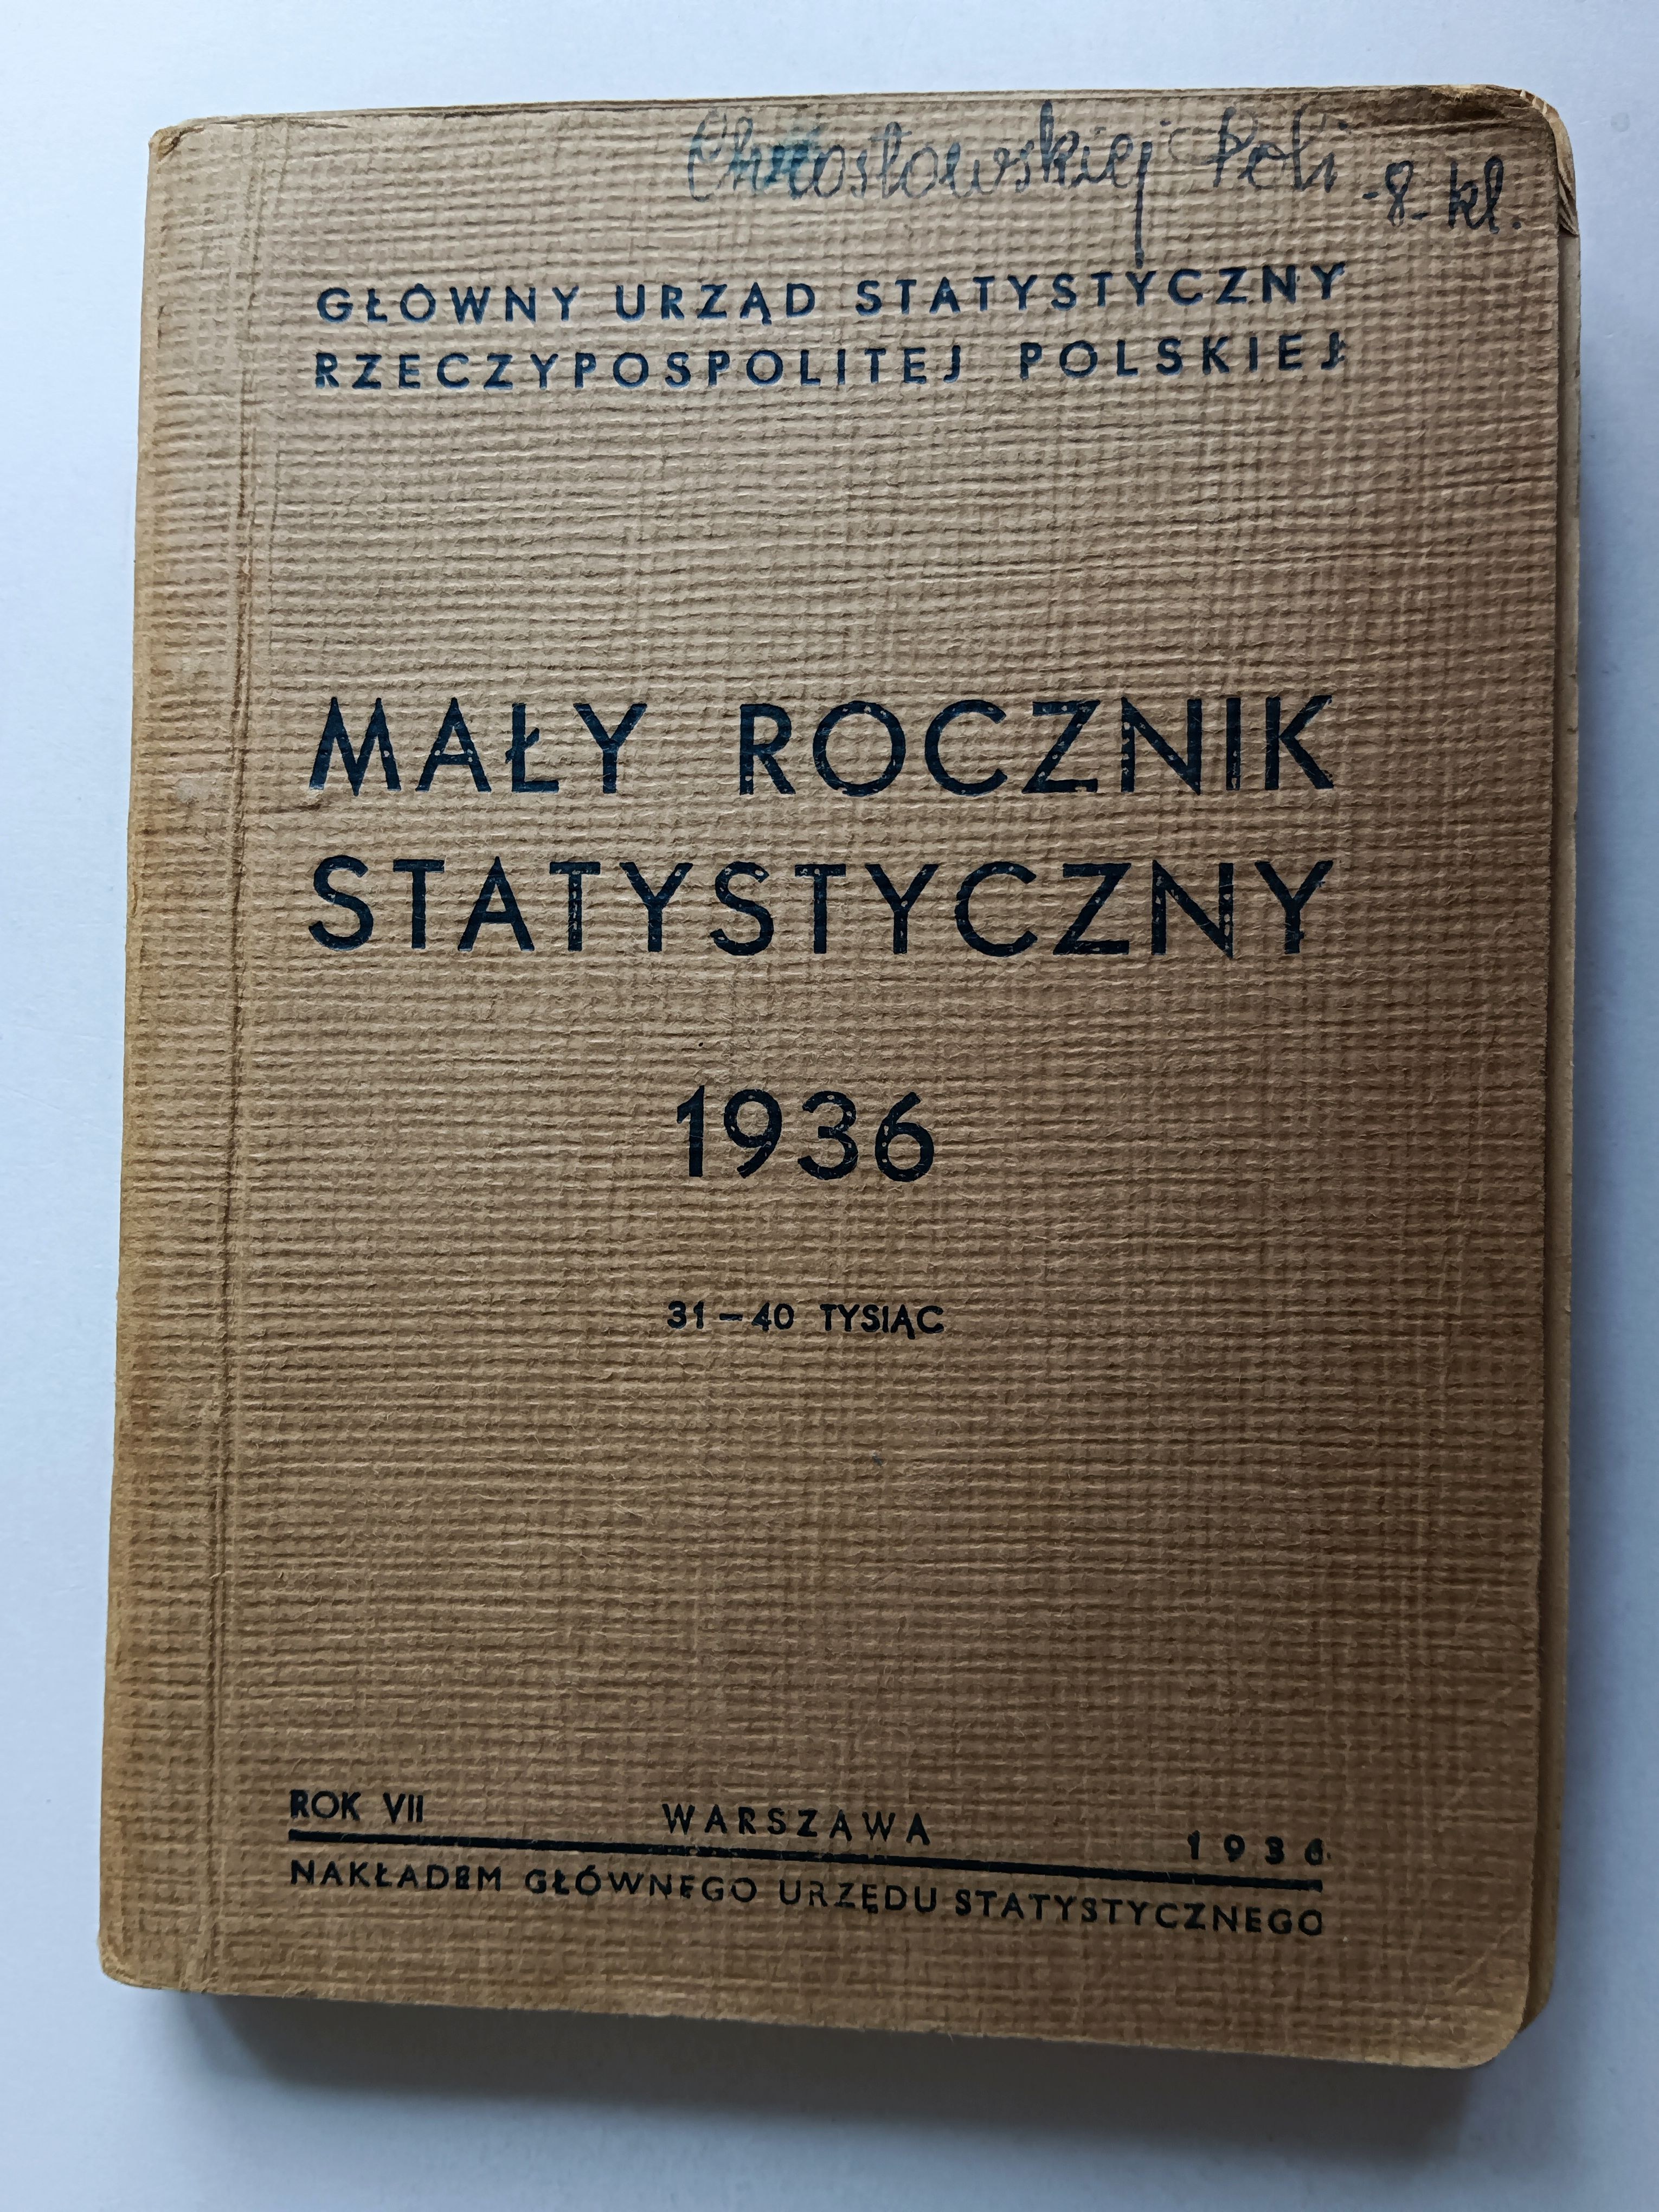 Chrostowskiej Poli -8- kl.
GŁÓWNY URZĄD STATYSTYCZNY
RZECZYPOSPOLITEJ POLSKIEJ
MAŁY ROCZNIK
STATYSTYCZNY
1936
31–40 TYSIĄC
ROK VII WARSZAWA 1936
NAKŁADEM GŁÓWNEGO URZĘDU STATYSTYCZNEGO